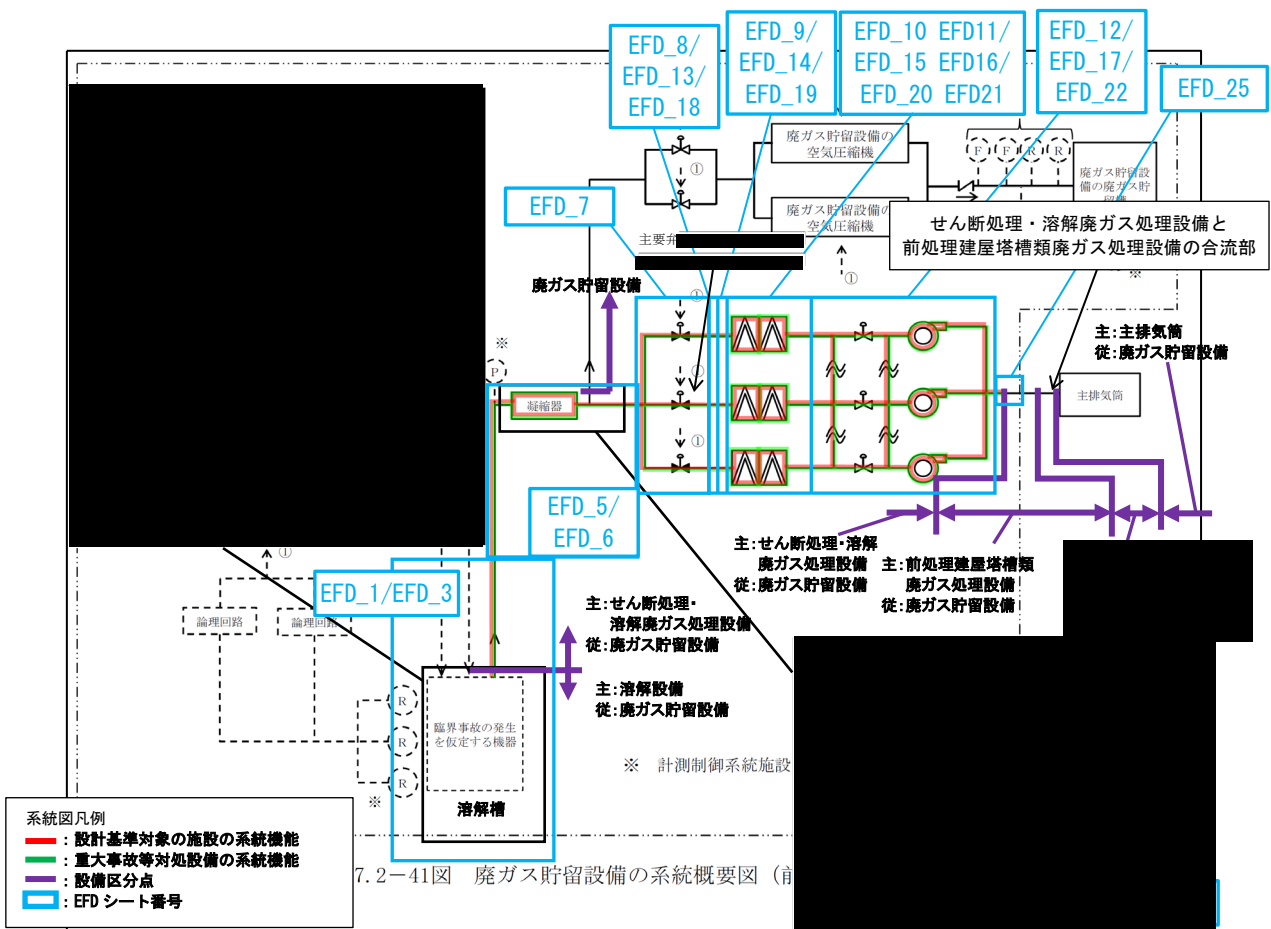 EFD_8/
EFD_13/
EFD_18
EFD_9/
EFD_14/
EFD_19
EFD_10 EFD11/
EFD_15 EFD16/
EFD_20 EFD21
EFD_12/
EFD_17/
EFD_22
EFD_25
廃ガス貯留設備の
空気圧縮機
F
F
R
R
廃ガス貯留設
備の廃ガス貯
①
EFD_7
廃ガス貯留設備の
空気圧縮機
せん断処理・溶解廃ガス処理設備と
前処理建屋塔槽類廃ガス処理設備の合流部
主要弁
①
※
廃ガス貯留設備
①
主:主排気筒
従:廃ガス貯留設備
※
P
凝縮器
①
主排気筒
①
EFD_5/
EFD_6
主:せん断処理・溶解
廃ガス処理設備
従:廃ガス貯留設備
主:前処理建屋塔槽類
廃ガス処理設備
従:廃ガス貯留設備
①
EFD_1/EFD_3
論理回路
論理回路
主:せん断処理・
溶解廃ガス処理設備
従:廃ガス貯留設備
主:溶解設備
従:廃ガス貯留設備
R
R
R
臨界事故の発生
を仮定する機器
※
溶解槽
※ 計測制御系統施設
系統図凡例
:設計基準対象の施設の系統機能
:重大事故等対処設備の系統機能
:設備区分点
:EFDシート番号
7.2-41図 廃ガス貯留設備の系統概要図(前